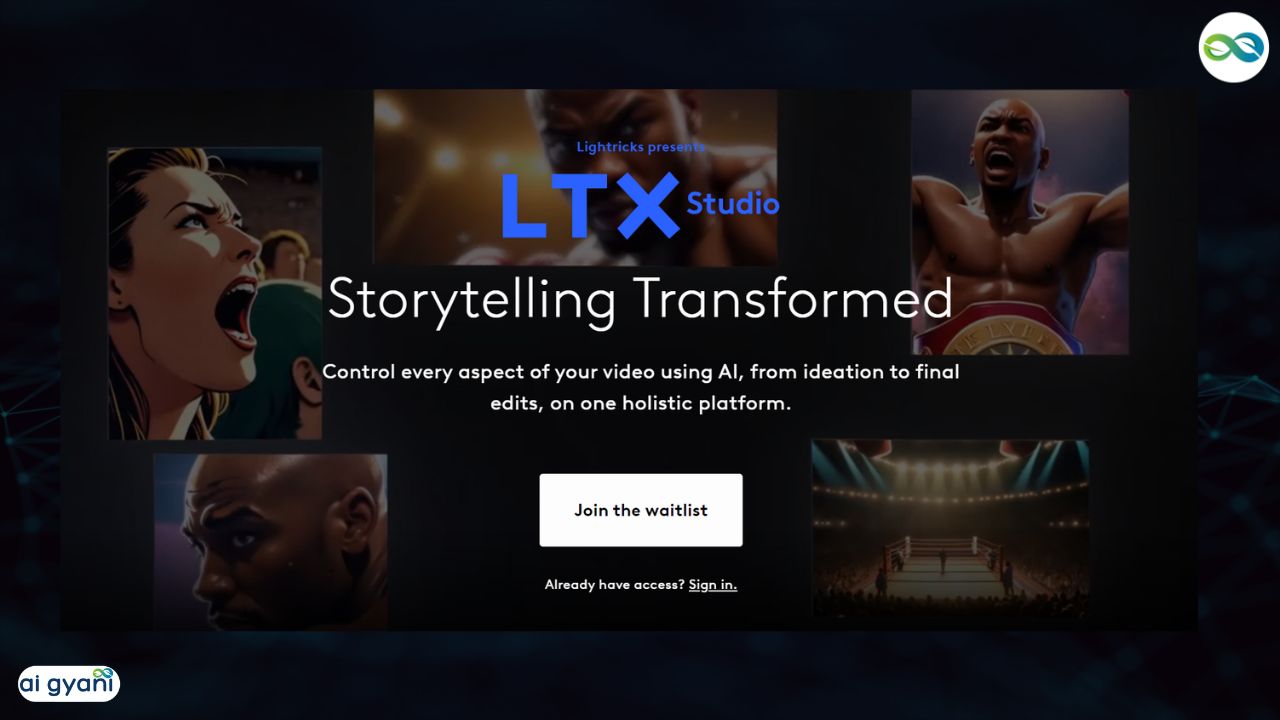 Lightricks presents
LTX Studio
Storytelling Transformed
Control every aspect of your video using AI, from ideation to final
edits, on one holistic platform.
Join the waitlist
Already have access? Sign in.
ai gyani